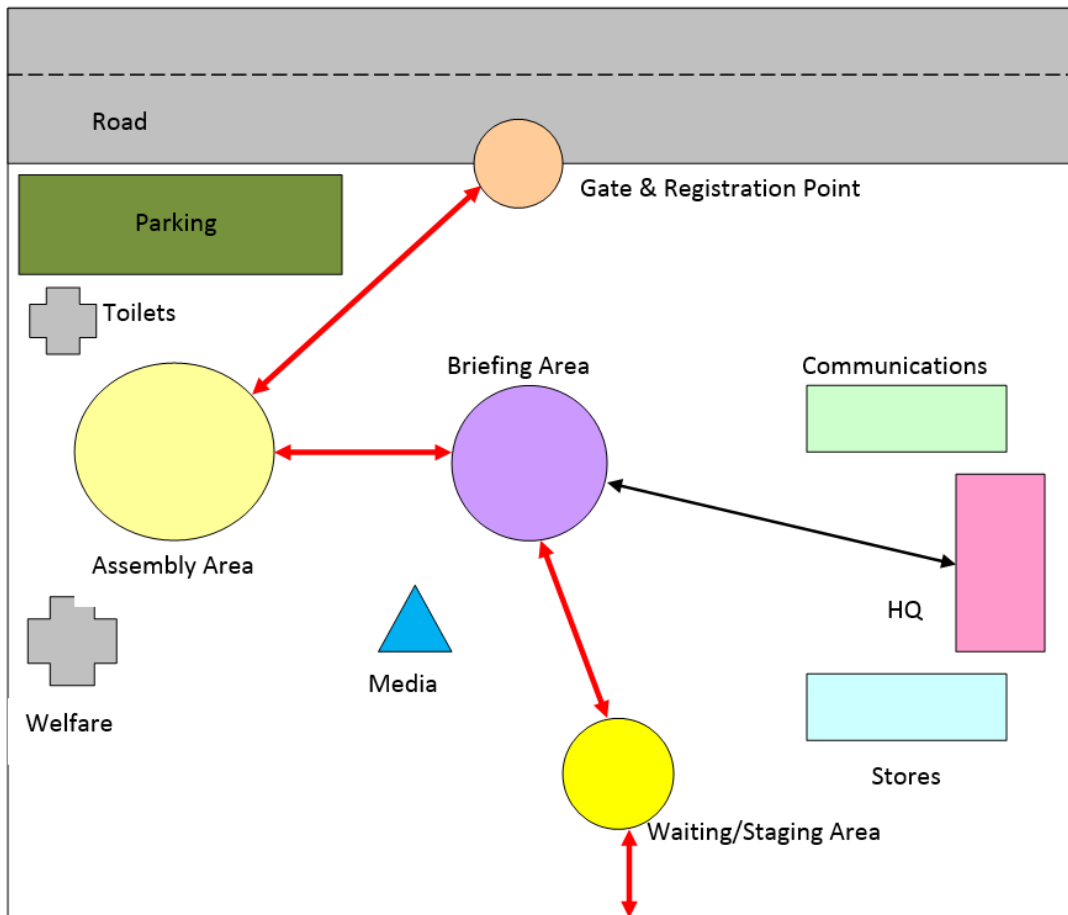 Road
Gate & Registration Point
Parking
Toilets
Briefing Area
Communications
Assembly Area
HQ
Media
Welfare
Stores
Waiting/Staging Area